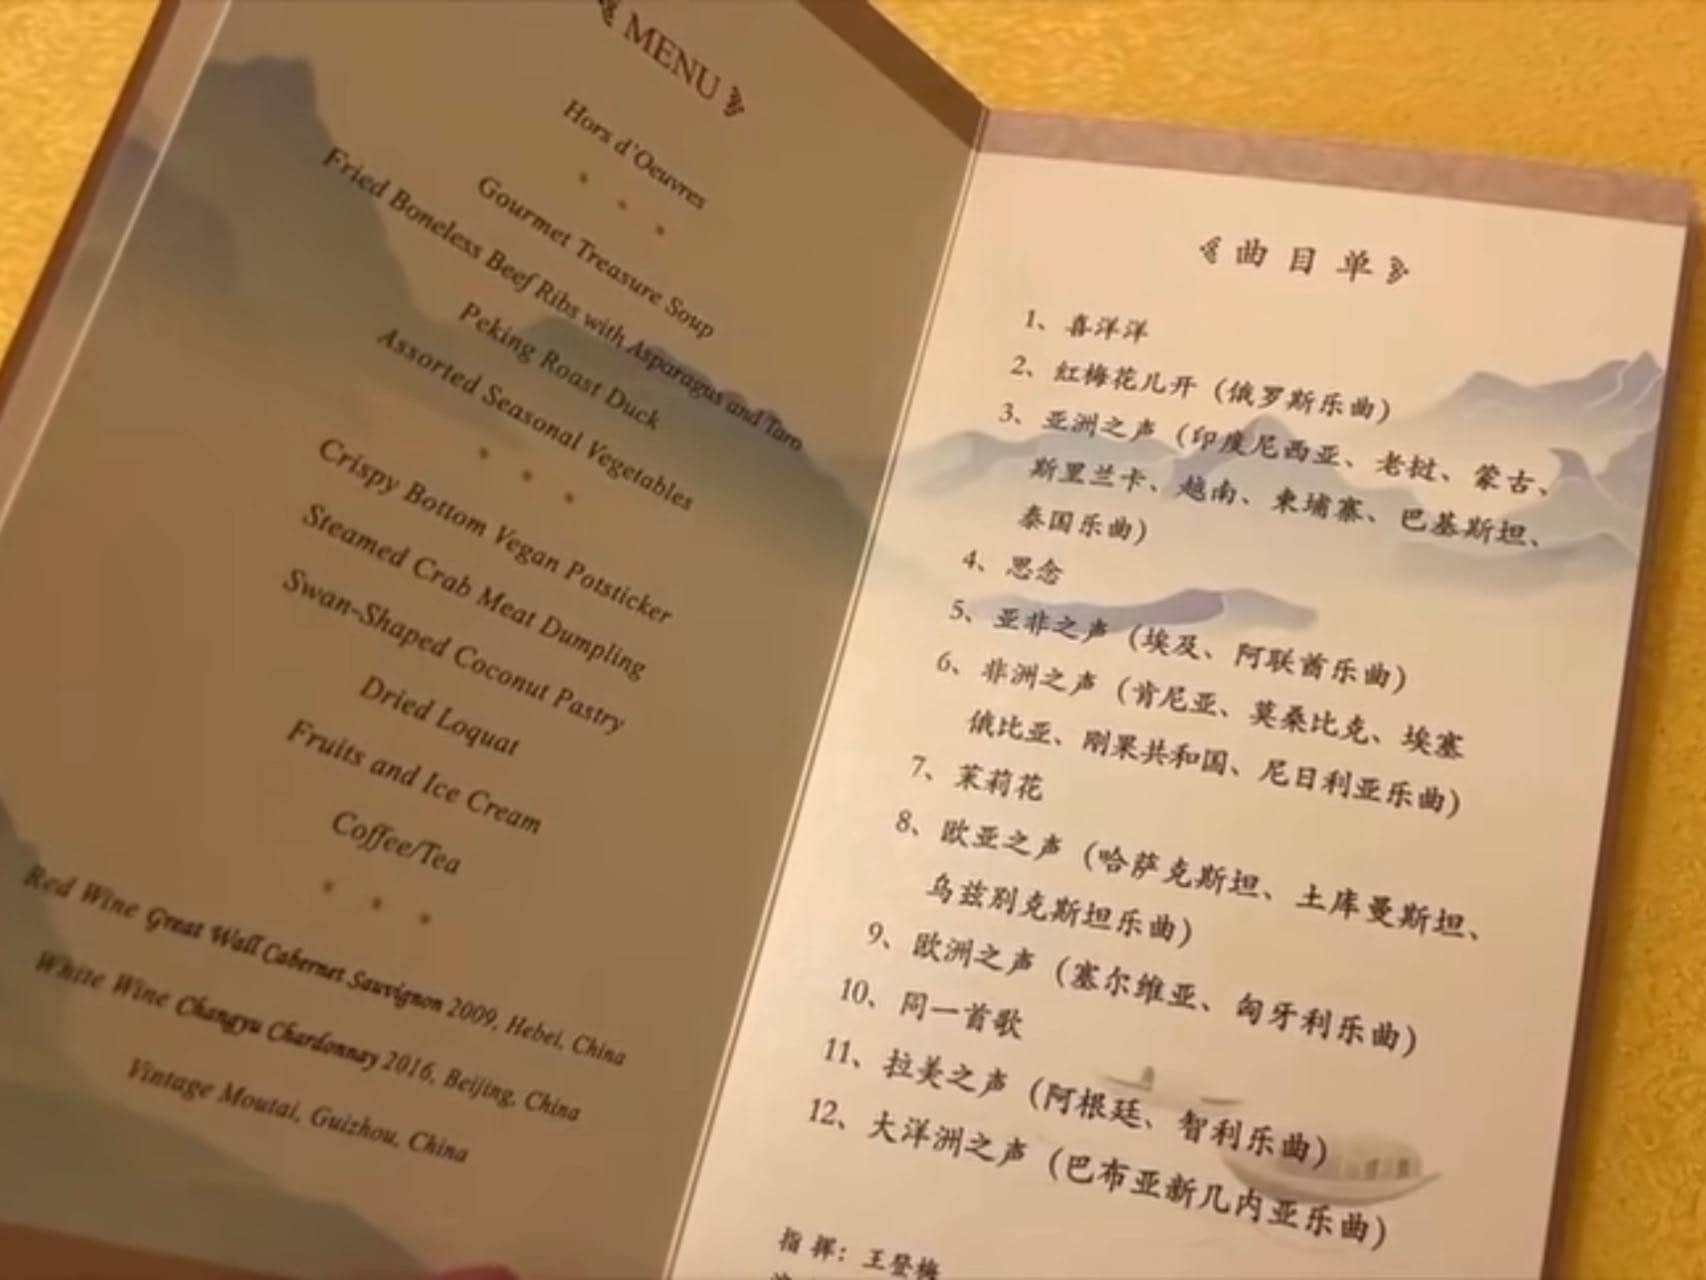 MENU
Hors d'Oeuvres
Gourmet Treasure Soup
Fried Boneless Beef Ribs with Asparagus and Taro
Peking Roast Duck
Assorted Seasonal Vegetables
Crispy Bottom Vegan Potsticker
Steamed Crab Meat Dumpling
Swan-Shaped Coconut Pastry
Dried Loquat
Fruits and Ice Cream
Coffee/Tea
Red Wine Great Wall Cabernet Sauvignon 2009, Hebei, China
White Wine Changyu Chardonnay 2016, Beijing, China
Vintage Moutai, Guizhou, China
曲目单
1、喜洋洋
2、红梅花儿开（俄罗斯乐曲）
3、亚洲之声（印度尼西亚、老挝、蒙古、
斯里兰卡、越南、柬埔寨、巴基斯坦、
泰国乐曲）
4、思念
5、亚非之声（埃及、阿联酋乐曲）
6、非洲之声（肯尼亚、莫桑比克、埃塞
俄比亚、刚果共和国、尼日利亚乐曲）
7、茉莉花
8、欧亚之声（哈萨克斯坦、土库曼斯坦、
乌兹别克斯坦乐曲）
9、欧洲之声（塞尔维亚、匈牙利乐曲）
10、同一首歌
11、拉美之声（阿根廷、智利乐曲）
12、大洋洲之声（巴布亚新几内亚乐曲）
指 挥：王登梅